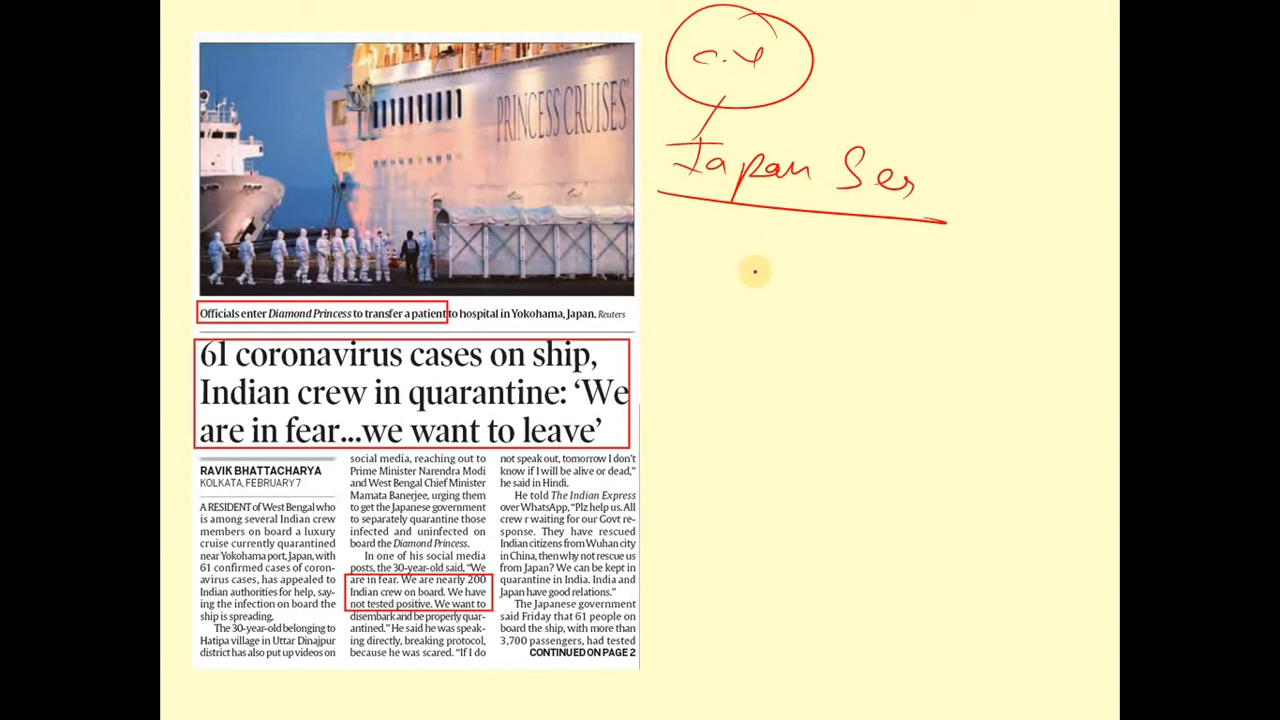 PRINCESS CRUISES
Officials enter Diamond Princess to transfer a patient to hospital in Yokohama, Japan. Reuters
61 coronavirus cases on ship,
Indian crew in quarantine: ‘We
are in fear...we want to leave’
RAVIK BHATTACHARYA
KOLKATA, FEBRUARY 7
A RESIDENT of West Bengal who
is among several Indian crew
members on board a luxury
cruise currently quarantined
near Yokohama port, Japan, with
61 confirmed cases of coron-
avirus cases, has appealed to
Indian authorities for help, say-
ing the infection on board the
ship is spreading.
The 30-year-old belonging to
Hatipa village in Uttar Dinajpur
district has also put up videos on
social media, reaching out to
Prime Minister Narendra Modi
and West Bengal Chief Minister
Mamata Banerjee, urging them
to get the Japanese government
to separately quarantine those
infected and uninfected on
board the Diamond Princess.
In one of his social media
posts, the 30-year-old said, “We
are in fear. We are nearly 200
Indian crew on board. We have
not tested positive. We want to
disembark and be properly quar-
antined.” He said he was speak-
ing directly, breaking protocol,
because he was scared. “If I do
not speak out, tomorrow I don't
know if I will be alive or dead,”
he said in Hindi.
He told The Indian Express
over WhatsApp, “Plz help us. All
crew r waiting for our Govt re-
sponse. They have rescued
Indian citizens from Wuhan city
in China, then why not rescue us
from Japan? We can be kept in
quarantine in India. India and
Japan have good relations.”
The Japanese government
said Friday that 61 people on
board the ship, with more than
3,700 passengers, had tested
CONTINUED ON PAGE 2
Japan Sea